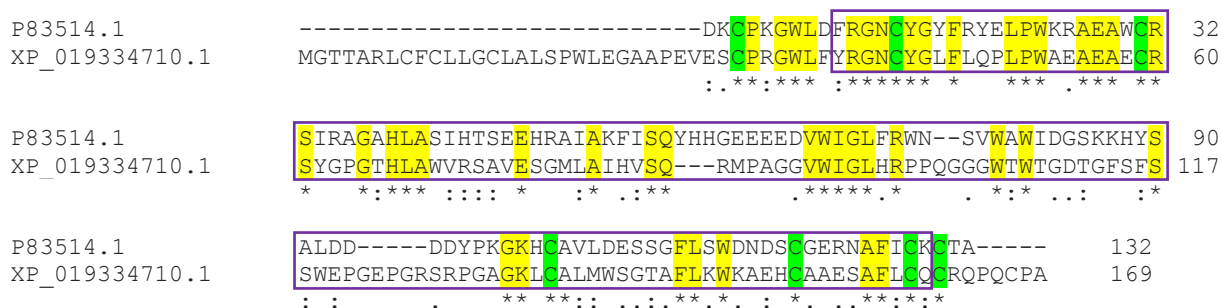 P83514.1 ----------------------------DKCPKGWLDFRGNCYGYFRYELPWKRAEAWCR 32
XP_019334710.1 MGTTARLCFCLLGCLALSPWLEGAAPEVESCPRGWLFYRGNCYGLFLQPLPWAEAEAECR 60
:.**:*** .***** * *** *** **
P83514.1 SIRAGAHLASIHTSEEHRAIAKFISQYHHGEEEEDVWIGLFRWN--SVWAWIDGSKKHYS 90
XP_019334710.1 SYGPGTHLAWVRSAVESGMLAIHVSQ---RMPAGGVWIGLHRPPQGGGWTWTGDTGFSFS 117
* *:*** :::: * :* .:** .*****.* *:* ..: :*
P83514.1 ALDD-----DDYPKGKHCAVLDESSGFLSWDNDSCGERNAFICKCTA----- 132
XP_019334710.1 SWEPGEPGRSRPGAGKLCALMWSGTAFLKWKAEHCAAESAFLCQCRQPQCPA 169
: : . ** **:: ..:.**.*. : *. ..**:*:*